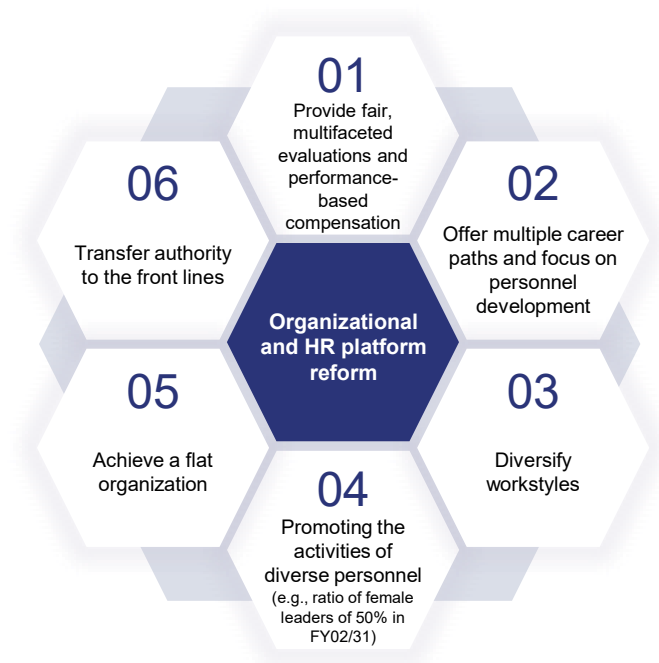 01
Provide fair,
multifaceted
evaluations and
performance-
based
compensation
02
Offer multiple career
paths and focus on
personnel
development
03
Diversify
workstyles
04
Promoting the
activities of
diverse personnel
(e.g., ratio of female
leaders of 50% in
FY02/31)
05
Achieve a flat
organization
06
Transfer authority
to the front lines
Organizational
and HR platform
reform